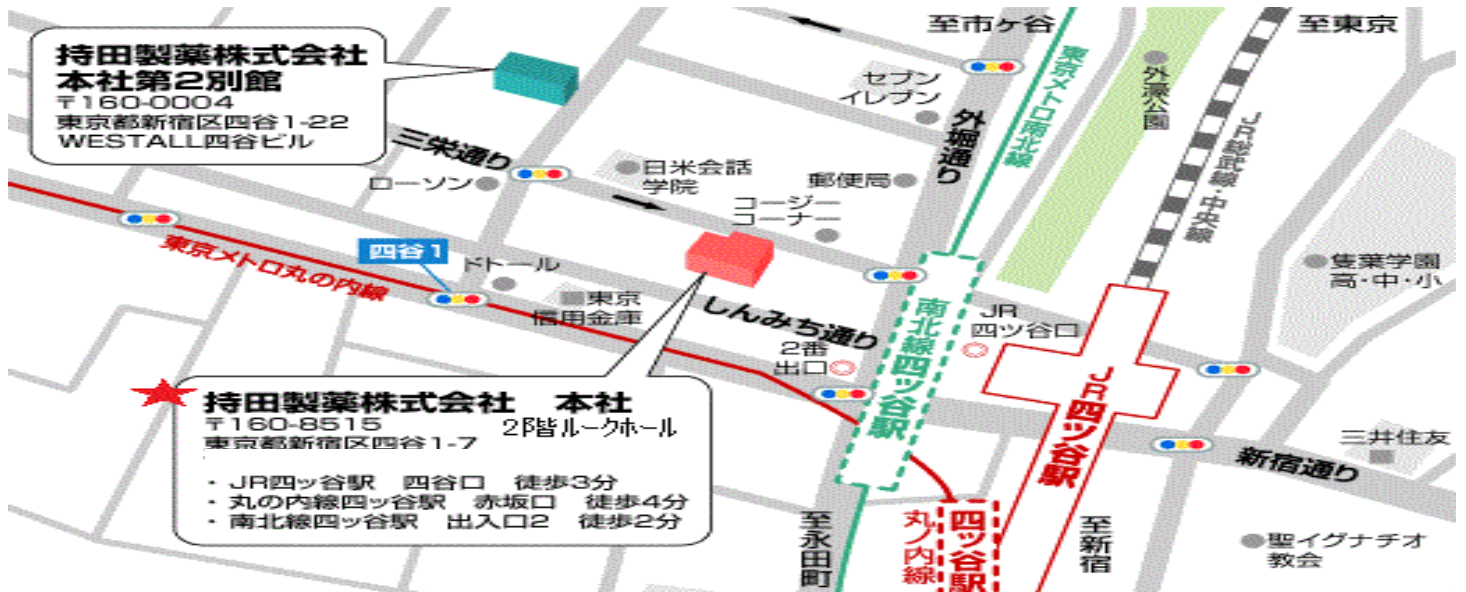 持田製薬株式会社
本社第2別館
〒160-0004
東京都新宿区四谷1-22
WESTALL四谷ビル
至市ヶ谷
至東京
東京メトロ南北線
外濠公園
JR総武線・中央線
セブン
イレブン
外堀通り
三栄通り
ローソン
日米会話
学院
郵便局
コージー
コーナー
東京メトロ丸の内線
四谷1
ドトール
東京
信用金庫
しんみち通り
2番
出口
南北線四ツ谷駅
JR
四ツ谷口
雙葉学園
高・中・小
JR四ツ谷駅
持田製薬株式会社 本社
〒160-8515 2階ルークホール
東京都新宿区四谷1-7
・JR四ッ谷駅 四谷口 徒歩3分
・丸の内線四ッ谷駅 赤坂口 徒歩4分
・南北線四ッ谷駅 出入口2 徒歩2分
三井住友
新宿通り
至永田町
丸ノ内線
四ッ谷駅
至新宿
聖イグナチオ
教会